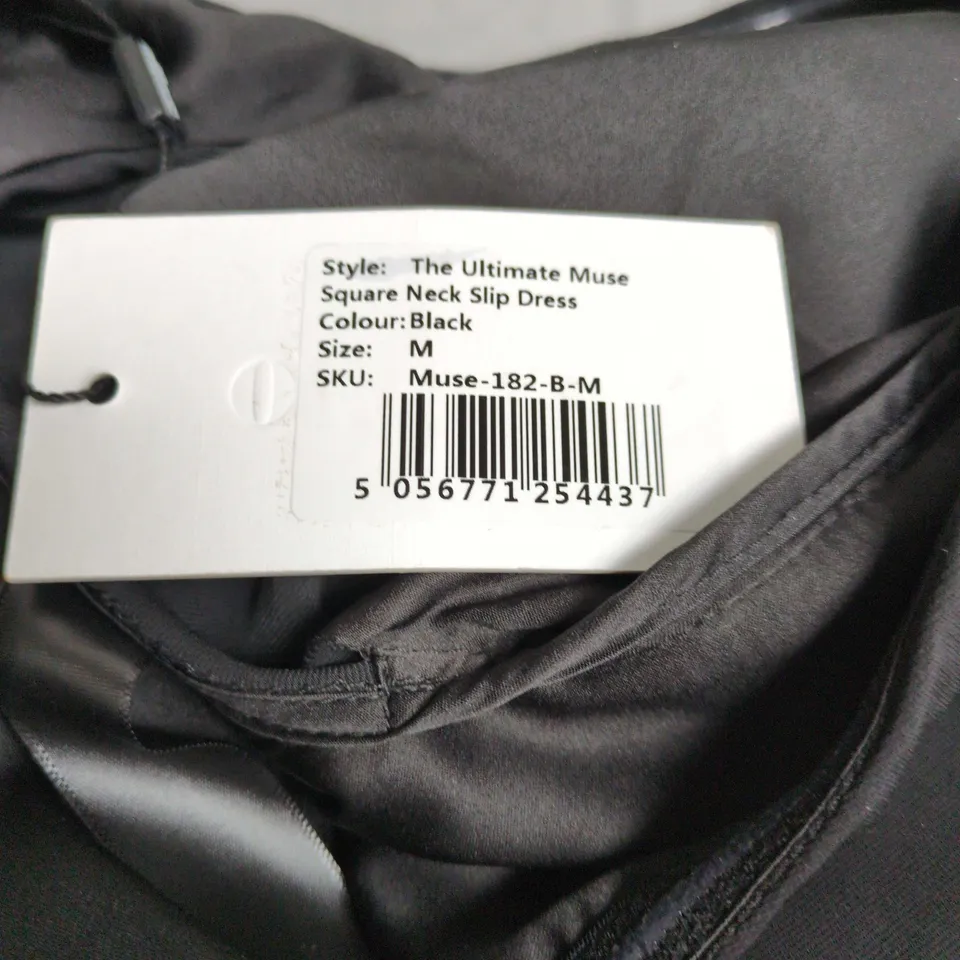 Style: The Ultimate Muse
Square Neck Slip Dress
Colour: Black
Size: M
SKU: Muse-182-B-M
5 056771 254437